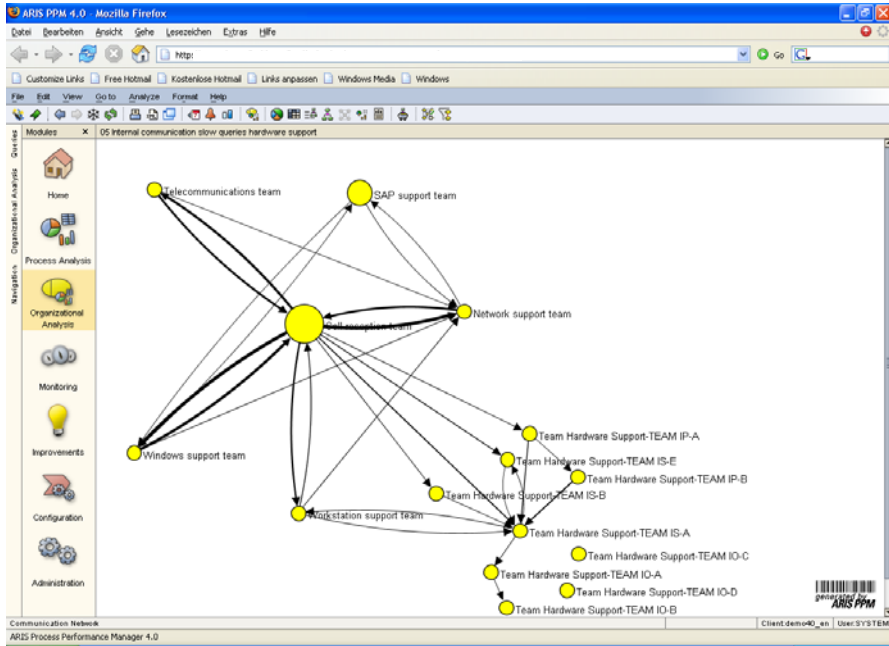 ARIS PPM 4.0 - Mozilla Firefox
Datei Bearbeiten Ansicht Gehe Lesezeichen Extras Hilfe
http: Go G
Customize Links Free Hotmail Kostenlose Hotmail Links anpassen Windows Media Windows
File Edit View Go to Analyze Format Help
Modules x 05 Internal communication slow queries hardware support
Queries
Organizational Analysis
Navigation
Home
Process Analysis
Organizational
Analysis
Monitoring
Improvements
Configuration
Administration
Telecommunications team
SAP support team
Network support team
Call reception team
Team Hardware Support-TEAM IP-A
Windows support team
Team Hardware Support-TEAM IS-E
Team Hardware Support-TEAM IP-B
Team Hardware Support-TEAM IS-B
Workstation support team
Team Hardware Support-TEAM IS-A
Team Hardware Support-TEAM IO-C
Team Hardware Support-TEAM IO-A
Team Hardware Support-TEAM IO-D
Team Hardware Support-TEAM IO-B
generated by
ARIS PPM
Communication Network Client:demo40_en User:SYSTEM
ARIS Process Performance Manager 4.0